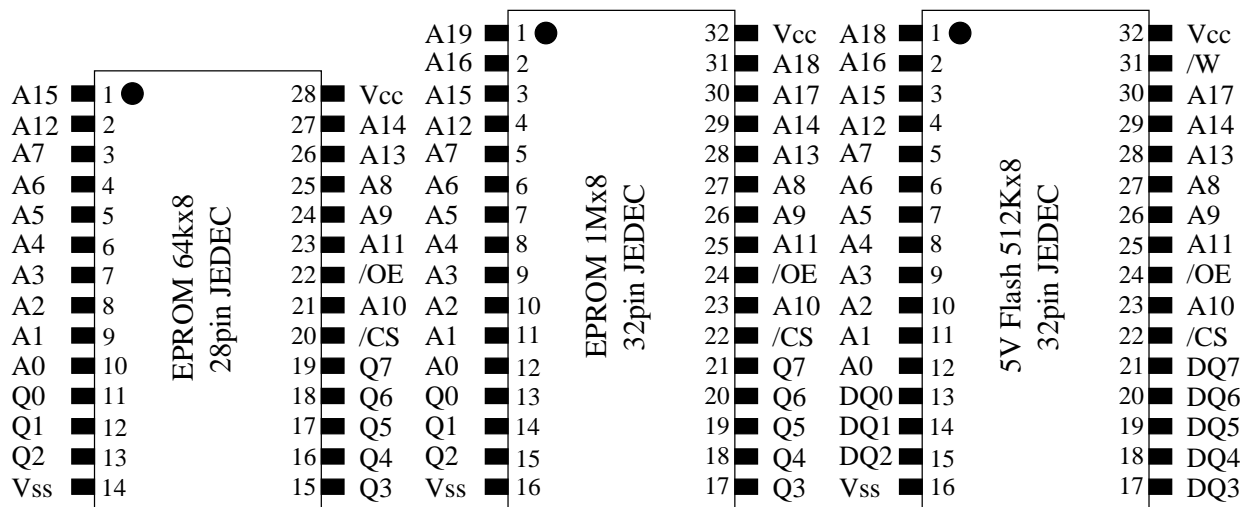 A15 1 28 Vcc
A12 2 27 A14
A7 3 26 A13
A6 4 25 A8
A5 5 24 A9
A4 6 23 A11
A3 7 22 /OE
A2 8 21 A10
A1 9 20 /CS
A0 10 19 Q7
Q0 11 18 Q6
Q1 12 17 Q5
Q2 13 16 Q4
Vss 14 15 Q3
EPROM 64kx8
28pin JEDEC
A19 1 32 Vcc
A16 2 31 A18
A15 3 30 A17
A12 4 29 A14
A7 5 28 A13
A6 6 27 A8
A5 7 26 A9
A4 8 25 A11
A3 9 24 /OE
A2 10 23 A10
A1 11 22 /CS
A0 12 21 Q7
Q0 13 20 Q6
Q1 14 19 Q5
Q2 15 18 Q4
Vss 16 17 Q3
EPROM 1Mx8
32pin JEDEC
A18 1 32 Vcc
A16 2 31 /W
A15 3 30 A17
A12 4 29 A14
A7 5 28 A13
A6 6 27 A8
A5 7 26 A9
A4 8 25 A11
A3 9 24 /OE
A2 10 23 A10
A1 11 22 /CS
A0 12 21 DQ7
DQ0 13 20 DQ6
DQ1 14 19 DQ5
DQ2 15 18 DQ4
Vss 16 17 DQ3
5V Flash 512Kx8
32pin JEDEC